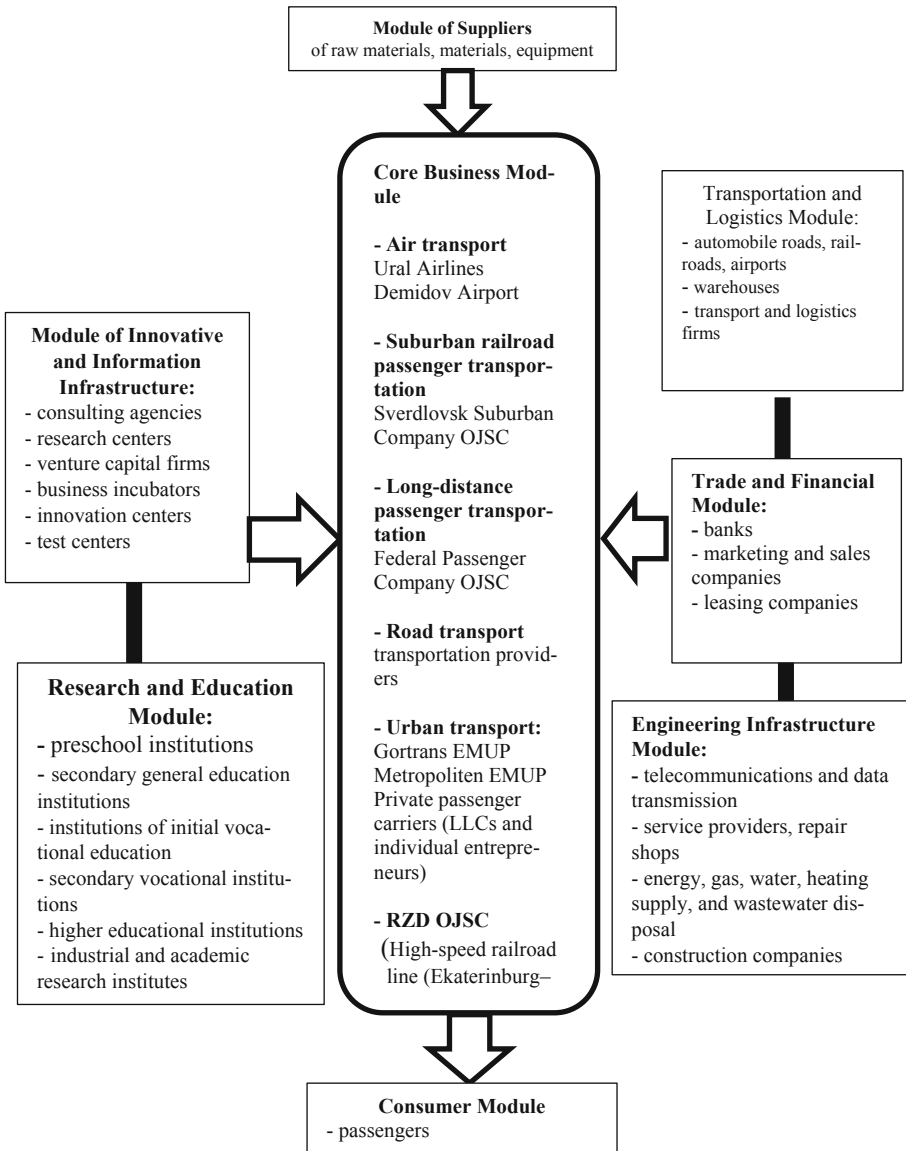 Module of Suppliers
of raw materials, materials, equipment
Core Business Mod-
ule
- Air transport
Ural Airlines
Demidov Airport
- Suburban railroad
passenger transpor-
tation
Sverdlovsk Suburban
Company OJSC
- Long-distance
passenger transpor-
tation
Federal Passenger
Company OJSC
- Road transport
transportation provid-
ers
- Urban transport:
Gortrans EMUP
Metropoliten EMUP
Private passenger
carriers (LLCs and
individual entrepre-
neurs)
- RZD OJSC
(High-speed railroad
line (Ekaterinburg–
Module of Innovative
and Information
Infrastructure:
- consulting agencies
- research centers
- venture capital firms
- business incubators
- innovation centers
- test centers
Research and Education
Module:
- preschool institutions
- secondary general education
institutions
- institutions of initial voca-
tional education
- secondary vocational institu-
tions
- higher educational institutions
- industrial and academic
research institutes
Transportation and
Logistics Module:
- automobile roads, rail-
roads, airports
- warehouses
- transport and logistics
firms
Trade and Financial
Module:
- banks
- marketing and sales
companies
- leasing companies
Engineering Infrastructure
Module:
- telecommunications and data
transmission
- service providers, repair
shops
- energy, gas, water, heating
supply, and wastewater dis-
posal
- construction companies
Consumer Module
- passengers